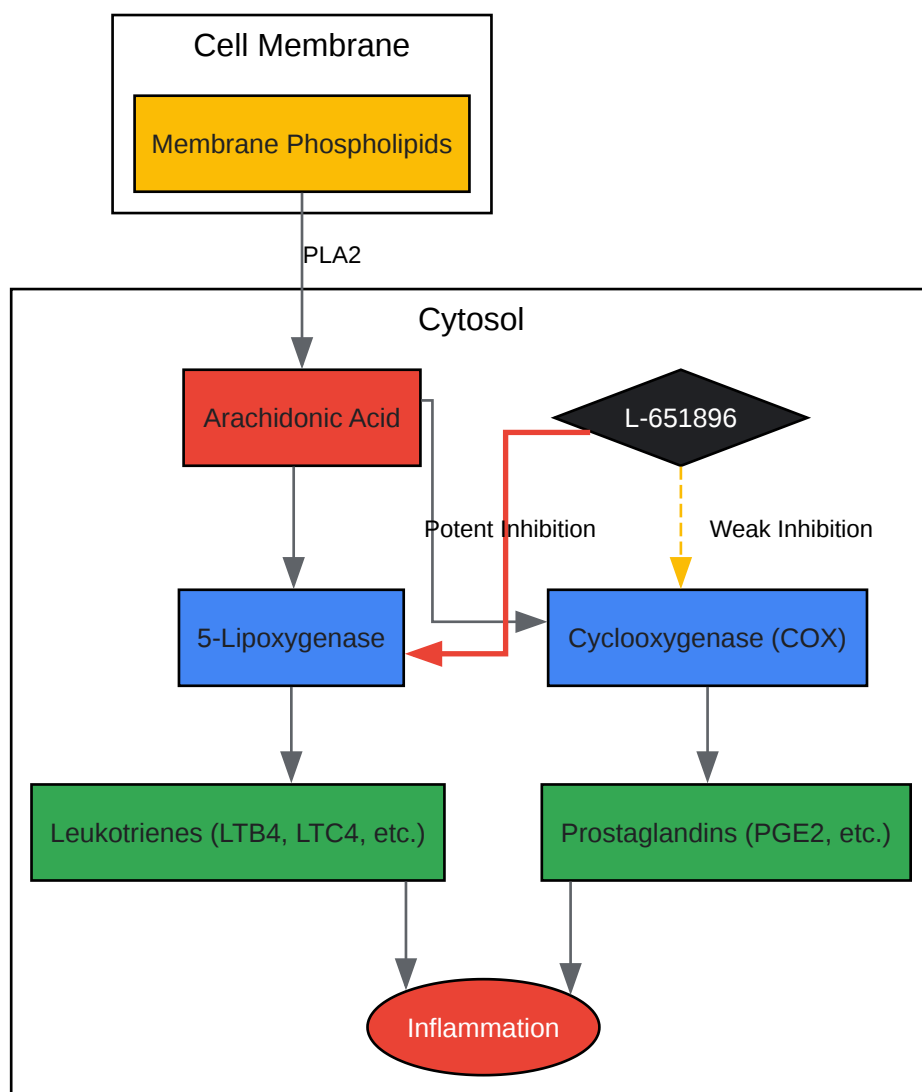 Cell Membrane
Membrane Phospholipids
PLA2
Cytosol
Arachidonic Acid
L-651896
Potent Inhibition
Weak Inhibition
5-Lipoxygenase
Cyclooxygenase (COX)
Leukotrienes (LTB4, LTC4, etc.)
Prostaglandins (PGE2, etc.)
Inflammation